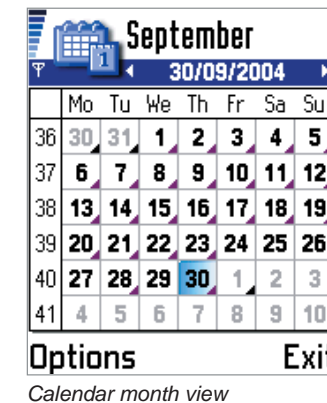 September
1
30/09/2004
Mo Tu We Th Fr Sa Su
36 30 31 1 2 3 4 5
37 6 7 8 9 10 11 12
38 13 14 15 16 17 18 19
39 20 21 22 23 24 25 26
40 27 28 29 30 1 2 3
41 4 5 6 7 8 9 10
Options Exit
Calendar month view